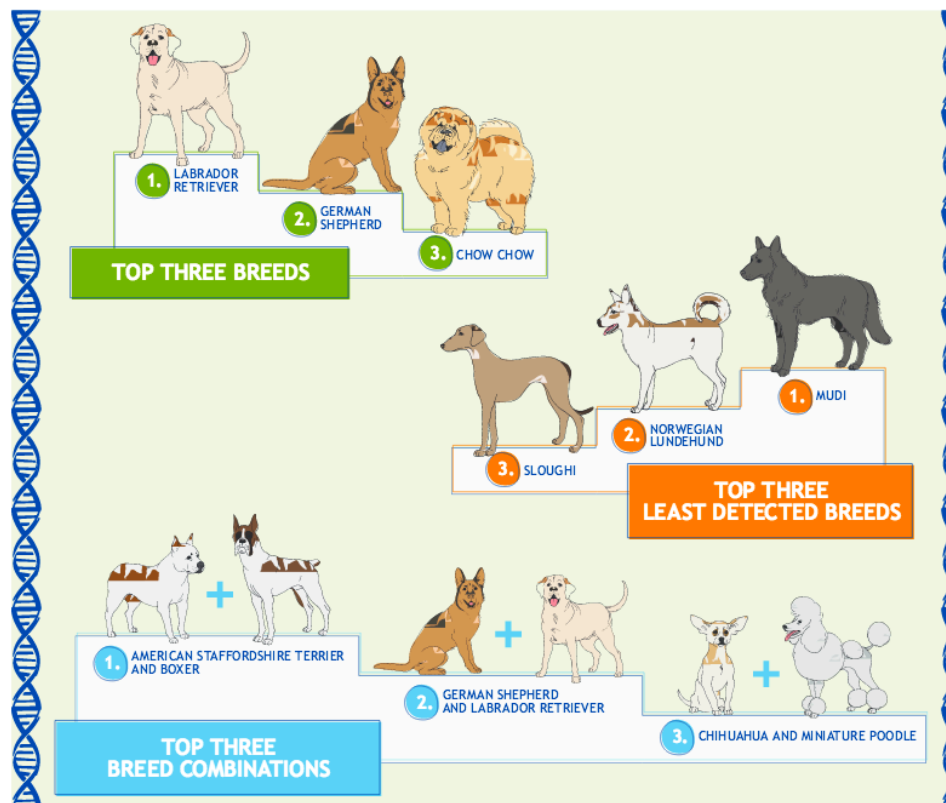 1. LABRADOR
RETRIEVER
2. GERMAN
SHEPHERD
3. CHOW CHOW
TOP THREE BREEDS
1. MUDI
2. NORWEGIAN
LUNDEHUND
3. SLOUGHI
TOP THREE
LEAST DETECTED BREEDS
1. AMERICAN STAFFORDSHIRE TERRIER
AND BOXER
2. GERMAN SHEPHERD
AND LABRADOR RETRIEVER
3. CHIHUAHUA AND MINIATURE POODLE
TOP THREE
BREED COMBINATIONS